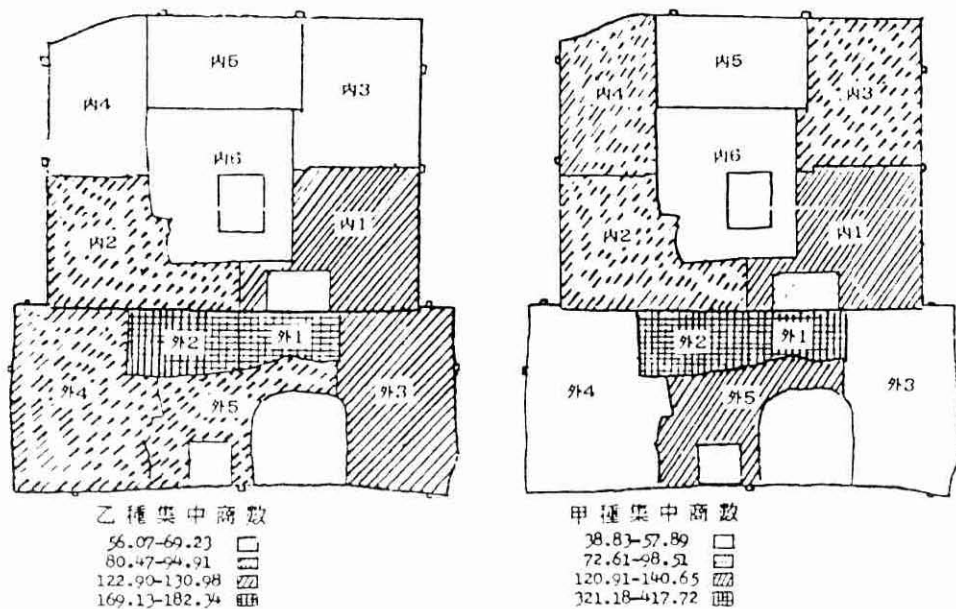 内5
内4
内3
内6
内2
内1
外2
外1
外4
外5
外3
乙種集中商數
56.07-69.23
80.47-94.91
122.90-130.98
169.13-182.34
内5
内4
内3
内6
内2
内1
外2
外1
外4
外5
外3
甲種集中商數
38.83-57.89
72.61-98.51
120.91-140.65
321.18-417.72